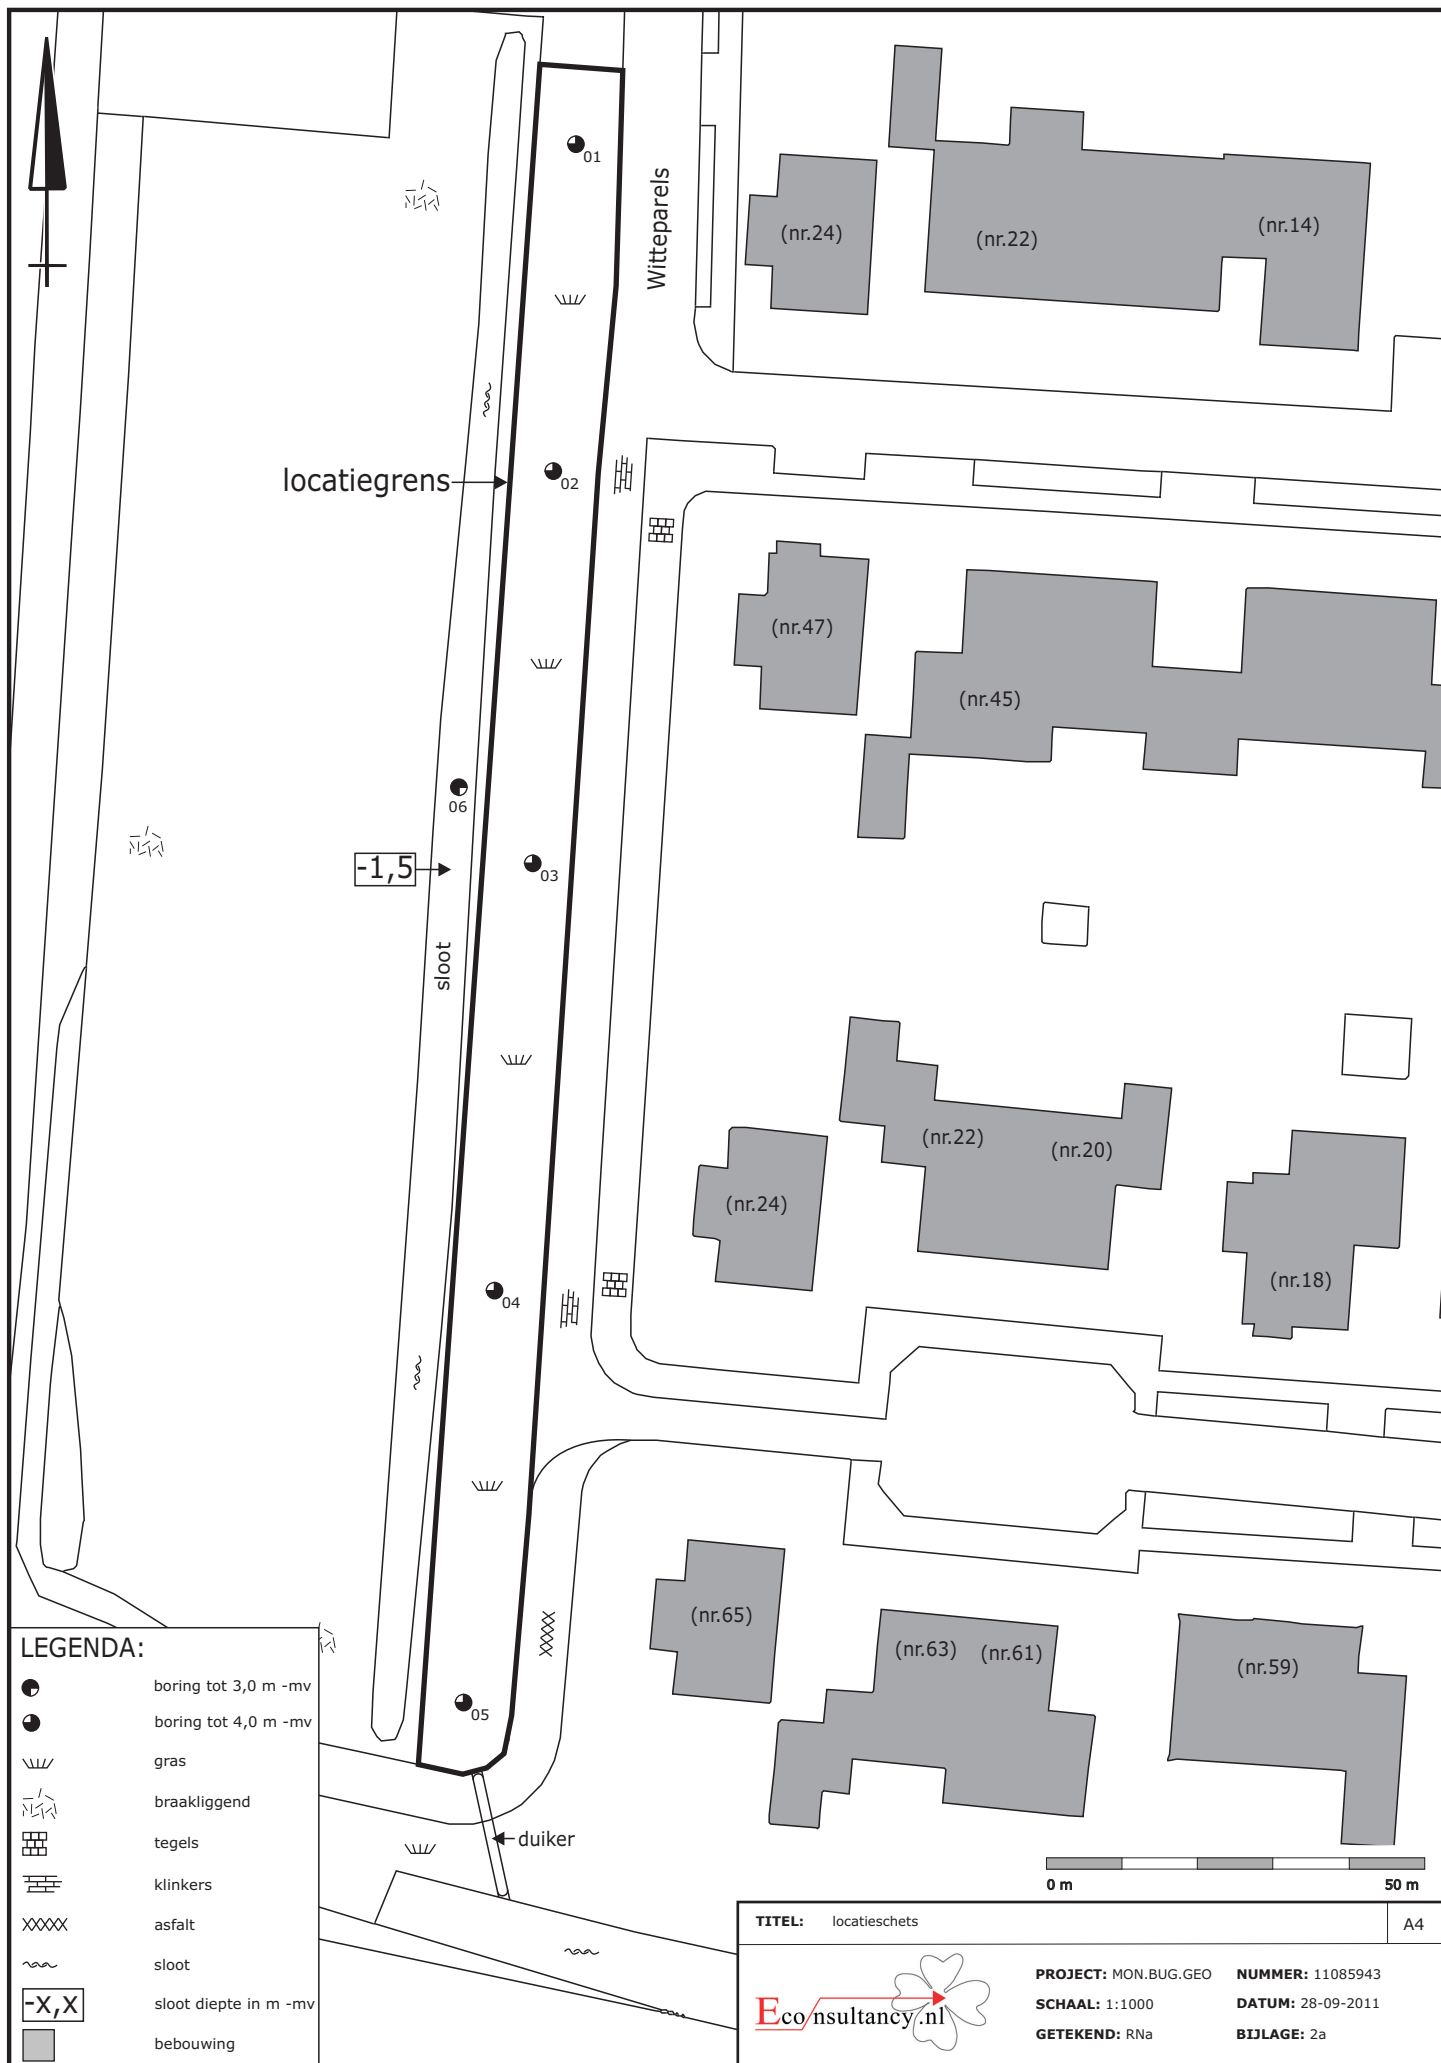 01
Witteparels
(nr.24)
(nr.22)
(nr.14)
locatiegrens
02
(nr.47)
(nr.45)
06
-1,5
03
sloot
(nr.22)
(nr.20)
(nr.24)
(nr.18)
04
(nr.65)
(nr.63)
(nr.61)
(nr.59)
05
duiker
LEGENDA:
boring tot 3,0 m -mv
boring tot 4,0 m -mv
gras
braakliggend
tegels
klinkers
asfalt
sloot
-x,x sloot diepte in m -mv
bebouwing
0 m 50 m
TITEL: locatieschets A4
Econsultancy.nl
PROJECT: MON.BUG.GEO NUMMER: 11085943
SCHAAL: 1:1000 DATUM: 28-09-2011
GETEKEND: RNa BIJLAGE: 2a